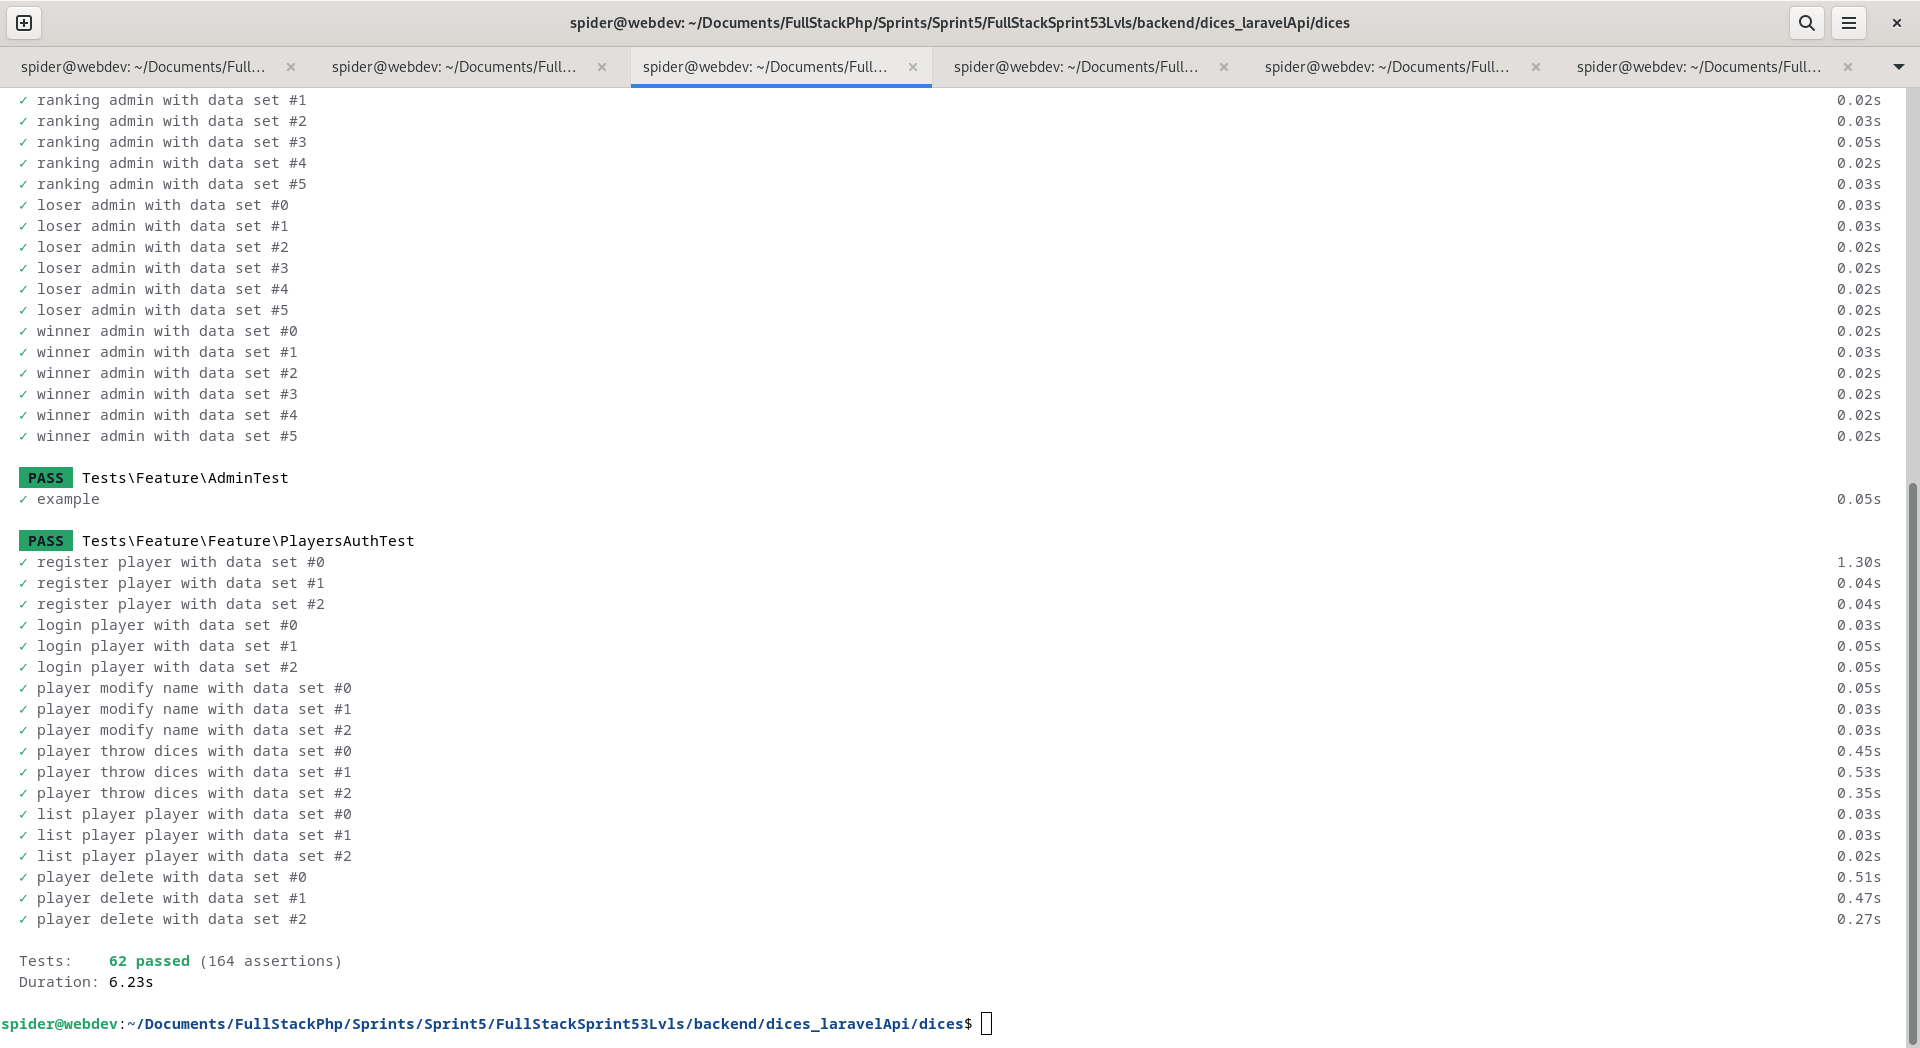 spider@webdev: ~/Documents/FullStackPhp/Sprints/Sprint5/FullStackSprint53Lvls/backend/dices_laravelApi/dices
spider@webdev: ~/Documents/Full... spider@webdev: ~/Documents/Full... spider@webdev: ~/Documents/Full... spider@webdev: ~/Documents/Full... spider@webdev: ~/Documents/Full... spider@webdev: ~/Documents/Full...
✓ ranking admin with data set #1 0.02s
✓ ranking admin with data set #2 0.03s
✓ ranking admin with data set #3 0.05s
✓ ranking admin with data set #4 0.02s
✓ ranking admin with data set #5 0.03s
✓ loser admin with data set #0 0.03s
✓ loser admin with data set #1 0.03s
✓ loser admin with data set #2 0.02s
✓ loser admin with data set #3 0.02s
✓ loser admin with data set #4 0.02s
✓ loser admin with data set #5 0.02s
✓ winner admin with data set #0 0.02s
✓ winner admin with data set #1 0.03s
✓ winner admin with data set #2 0.02s
✓ winner admin with data set #3 0.02s
✓ winner admin with data set #4 0.02s
✓ winner admin with data set #5 0.02s
PASS Tests\Feature\AdminTest
✓ example 0.05s
PASS Tests\Feature\Feature\PlayersAuthTest
✓ register player with data set #0 1.30s
✓ register player with data set #1 0.04s
✓ register player with data set #2 0.04s
✓ login player with data set #0 0.03s
✓ login player with data set #1 0.05s
✓ login player with data set #2 0.05s
✓ player modify name with data set #0 0.05s
✓ player modify name with data set #1 0.03s
✓ player modify name with data set #2 0.03s
✓ player throw dices with data set #0 0.45s
✓ player throw dices with data set #1 0.53s
✓ player throw dices with data set #2 0.35s
✓ list player player with data set #0 0.03s
✓ list player player with data set #1 0.03s
✓ list player player with data set #2 0.02s
✓ player delete with data set #0 0.51s
✓ player delete with data set #1 0.47s
✓ player delete with data set #2 0.27s
Tests: 62 passed (164 assertions)
Duration: 6.23s
spider@webdev:~/Documents/FullStackPhp/Sprints/Sprint5/FullStackSprint53Lvls/backend/dices_laravelApi/dices$